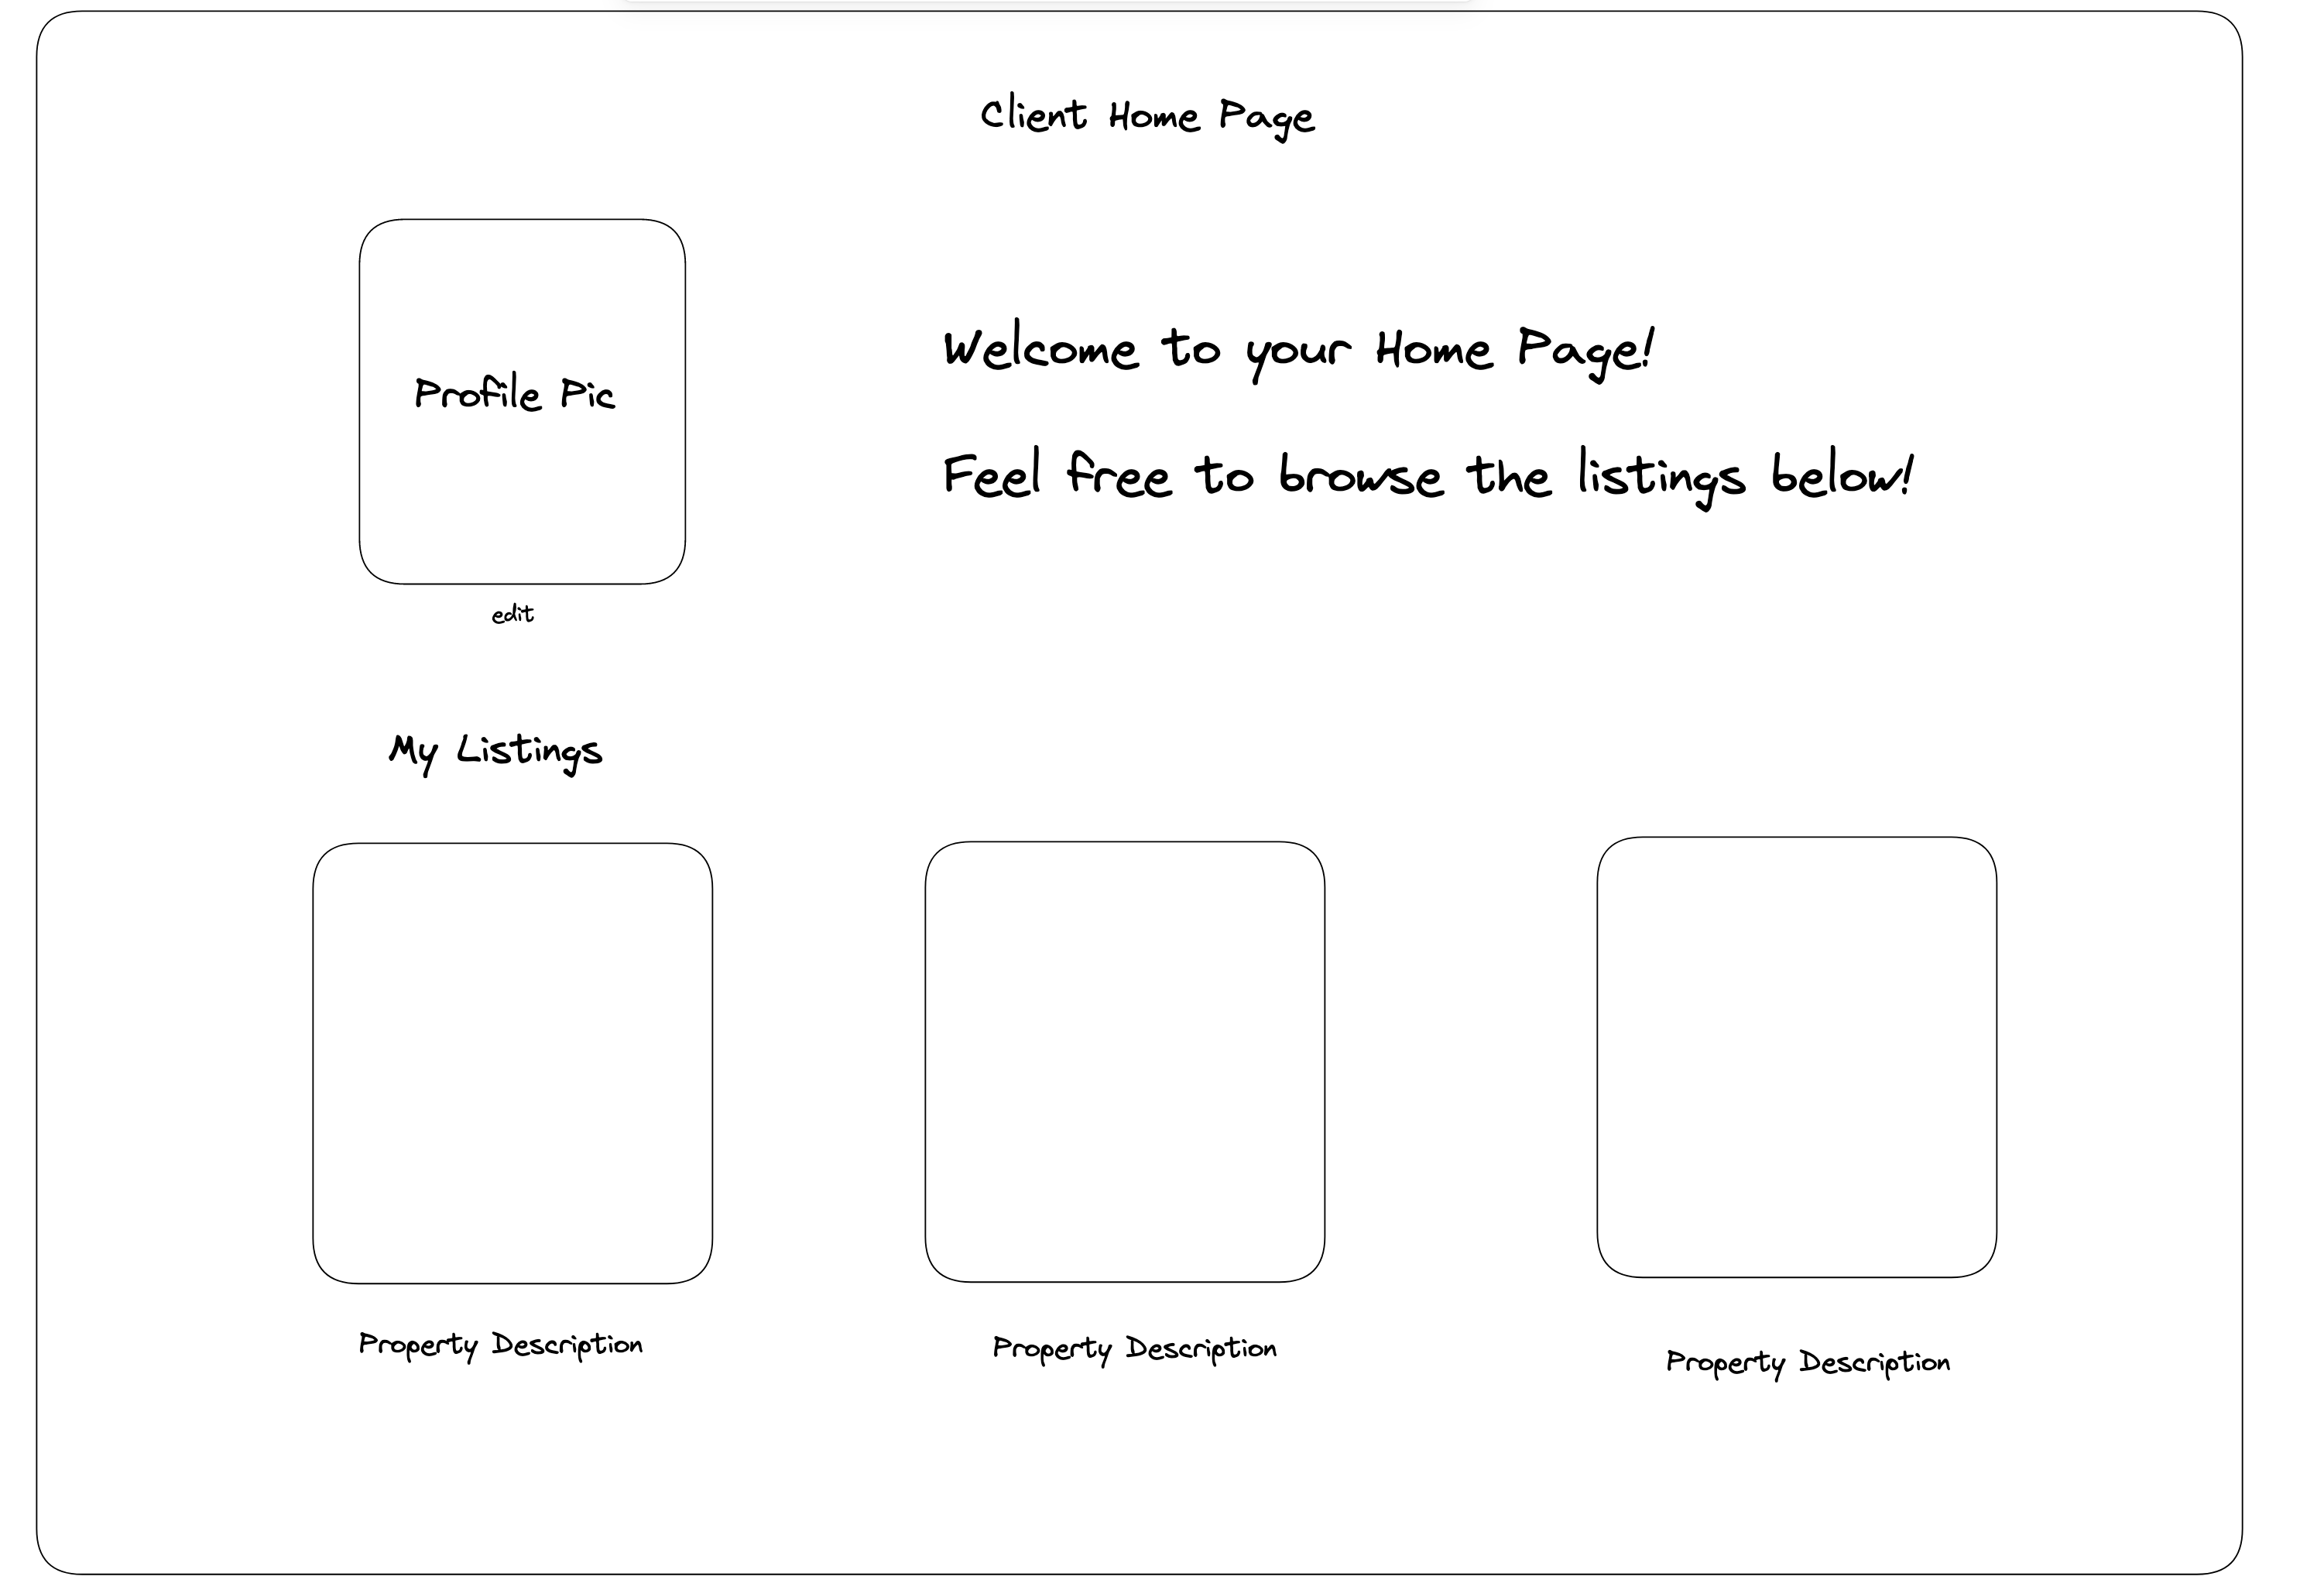 Client Home Page
Profile Pic
Welcome to your Home Page!
Feel free to browse the listings below!
edit
My Listings
Property Description
Property Description
Property Description